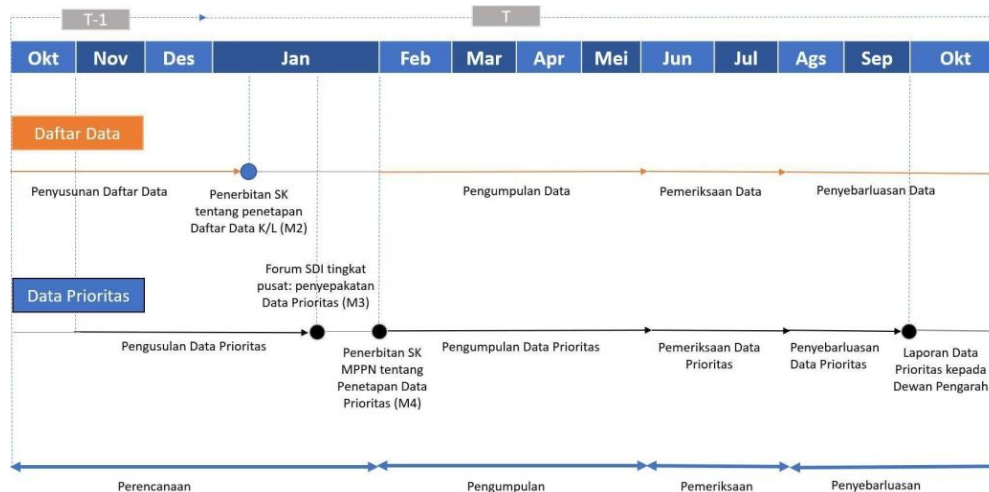 T-1
T
Okt Nov Des Jan Feb Mar Apr Mei Jun Jul Ags Sep Okt
Daftar Data
Penyusunan Daftar Data
Penerbitan SK
tentang penetapan
Daftar Data K/L (M2)
Pengumpulan Data
Pemeriksaan Data
Penyebarluasan Data
Forum SDI tingkat
pusat: penyepakatan
Data Prioritas (M3)
Data Prioritas
Pengusulan Data Prioritas
Penerbitan SK
MPPN tentang
Penetapan Data
Prioritas (M4)
Pengumpulan Data Prioritas
Pemeriksaan Data
Prioritas
Penyebarluasan
Data Prioritas
Laporan Data
Prioritas kepada
Dewan Pengarah
Perencanaan
Pengumpulan
Pemeriksaan
Penyebarluasan